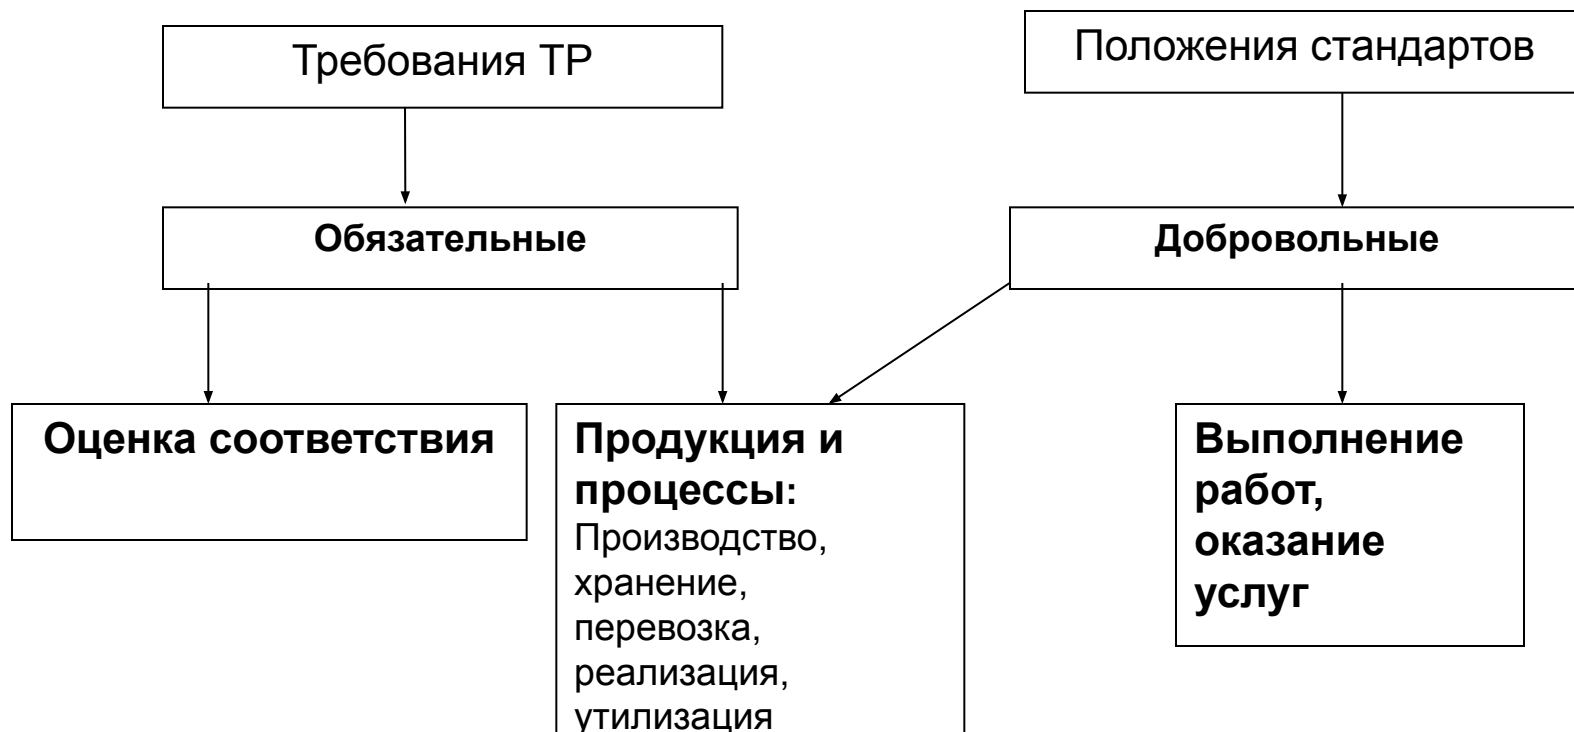 Требования ТР
Положения стандартов
Обязательные
Добровольные
Оценка соответствия
Продукция и
процессы:
Производство,
хранение,
перевозка,
реализация,
утилизация
Выполнение
работ,
оказание
услуг